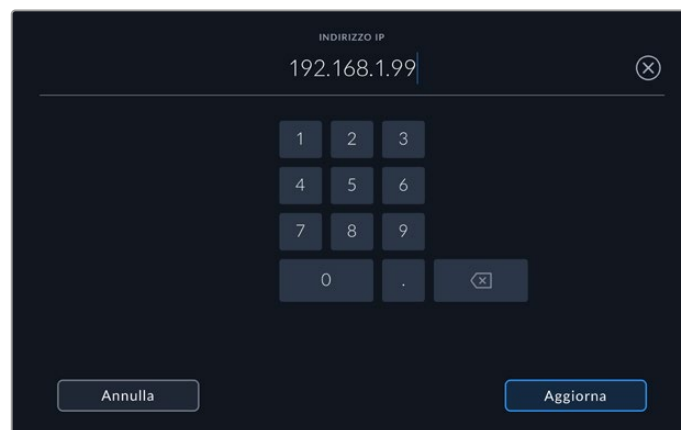 INDIRIZZO IP
192.168.1.99
1 2 3
4 5 6
7 8 9
0 .
Annulla Aggiorna